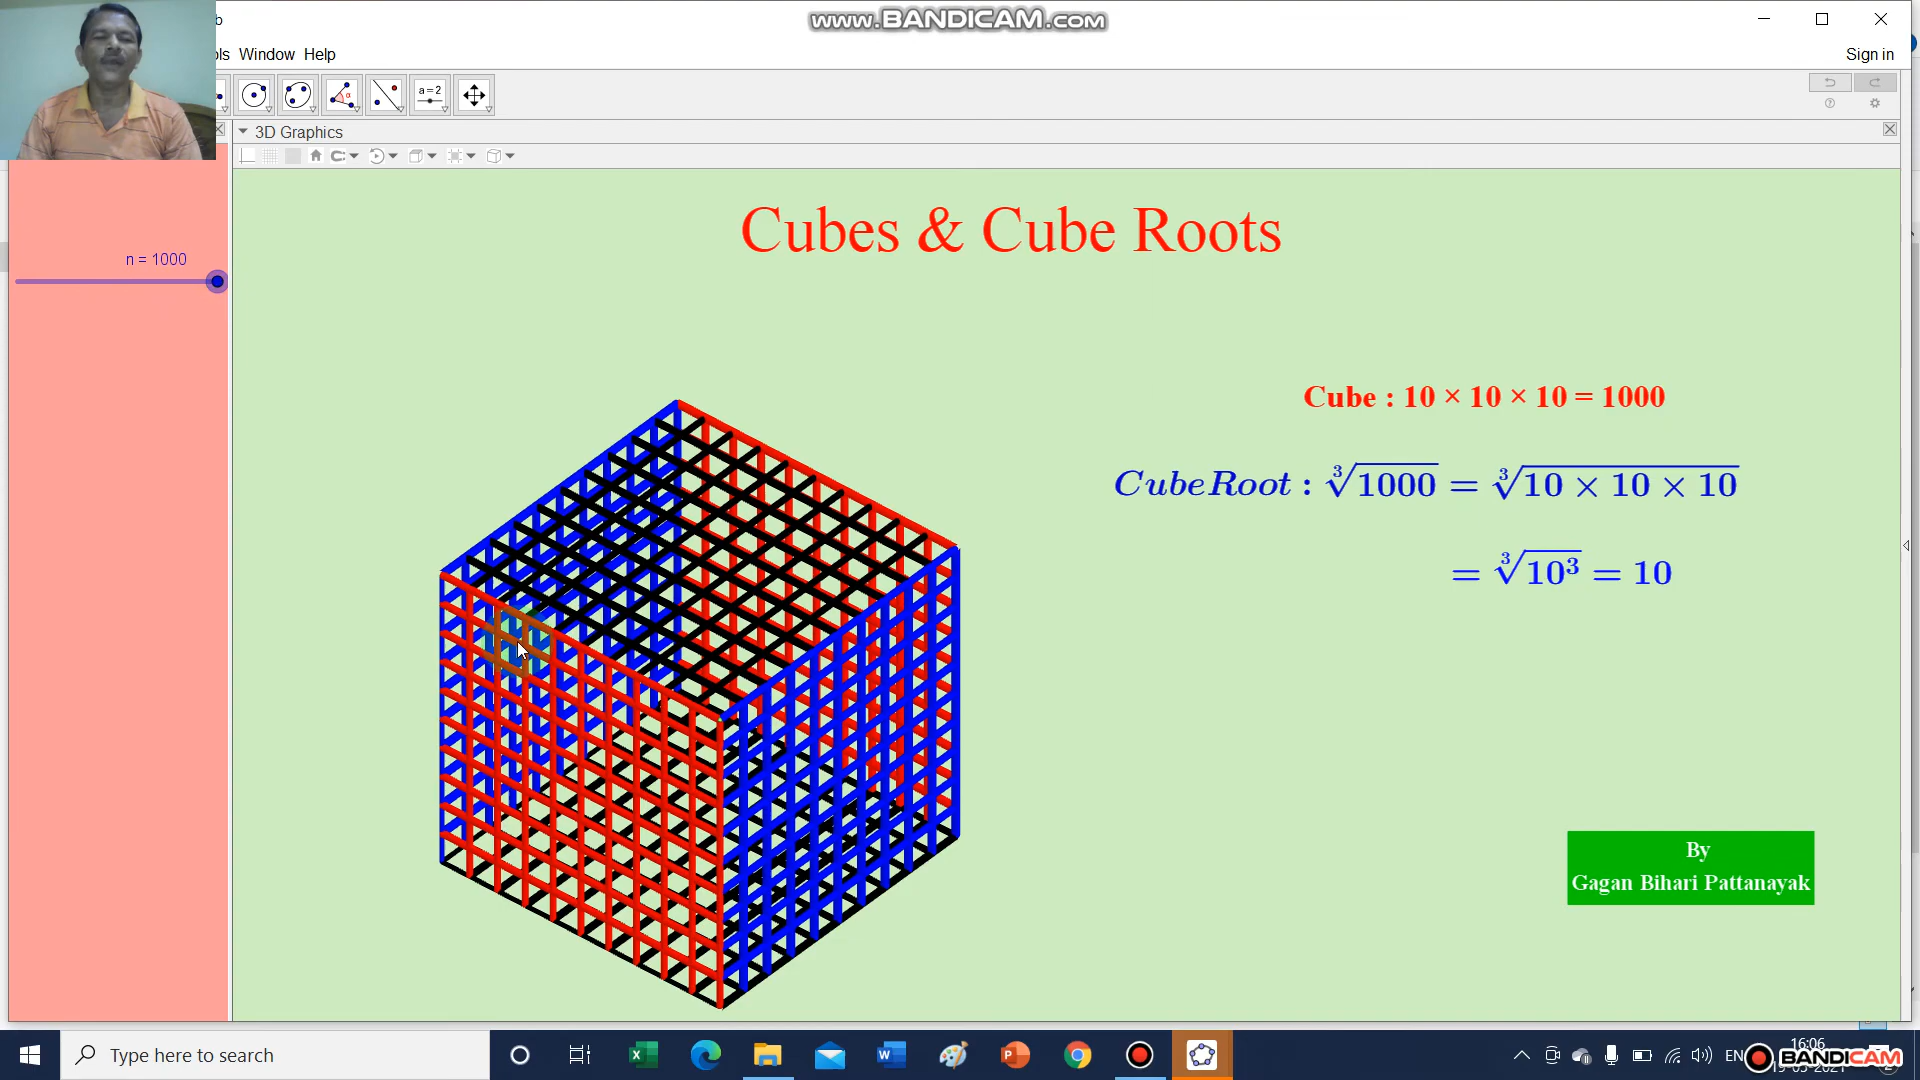 www.BANDICAM.com
Window Help
Sign in
a=2
3D Graphics
Cubes & Cube Roots
n = 1000
Cube : 10 × 10 × 10 = 1000
CubeRoot : ∛1000 = ∛10 × 10 × 10
= ∛10³ = 10
By
Gagan Bihari Pattanayak
Type here to search
16:06
EN
BANDICAM